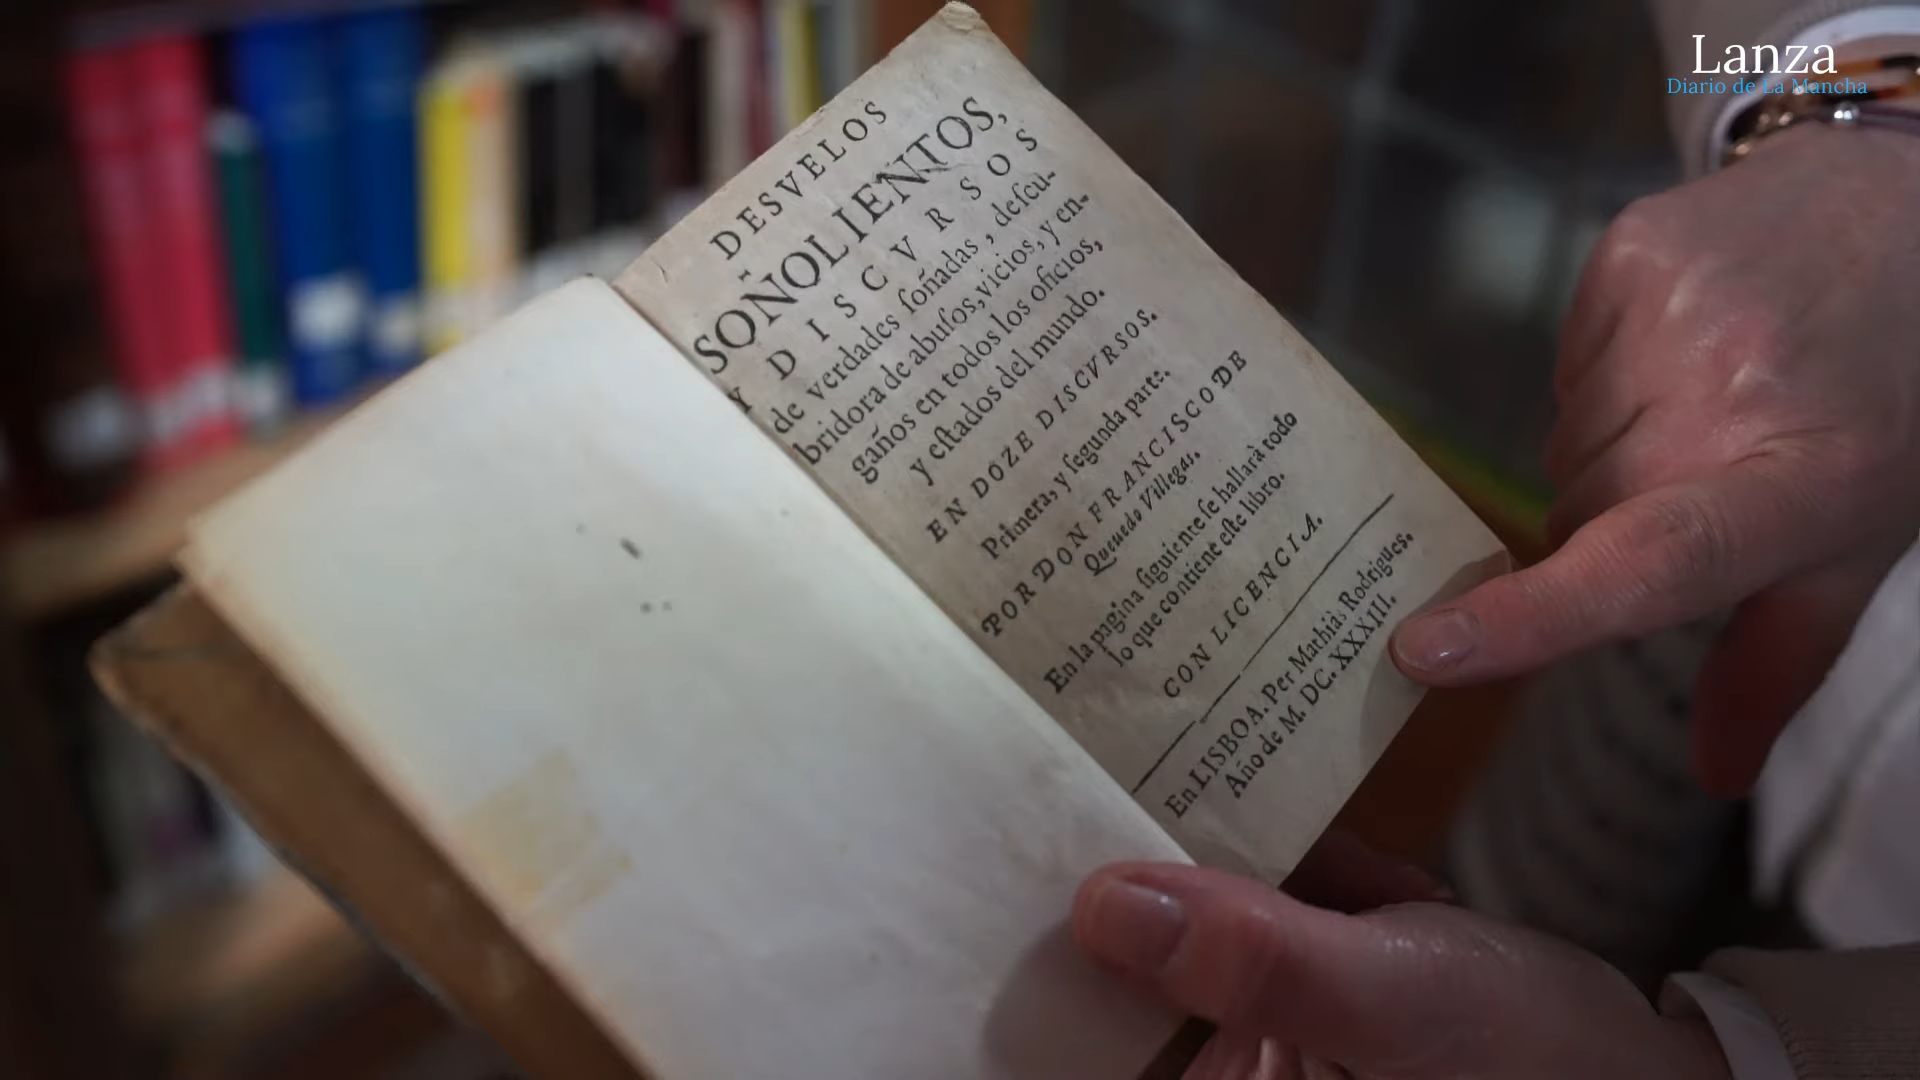 Lanza
Diario de La Mancha
DESVELOS
SOÑOLIENTOS,
Y DISCVRSOS
de verdades ſoñadas, deſcu-
bridora de abuſos, vicios, y en-
gaños en todos los oficios,
y eſtados del mundo.
EN DOZE DISCVRSOS.
Primera, y ſegunda parte.
POR DON FRANCISCO DE
Queuedo Villegas.
En la pagina ſiguiente ſe hallarà todo
lo que contiene eſte libro.
CON LICENCIA.
En LISBOA. Per Mathias Rodrigues.
Año de M. DC. XXXIII.